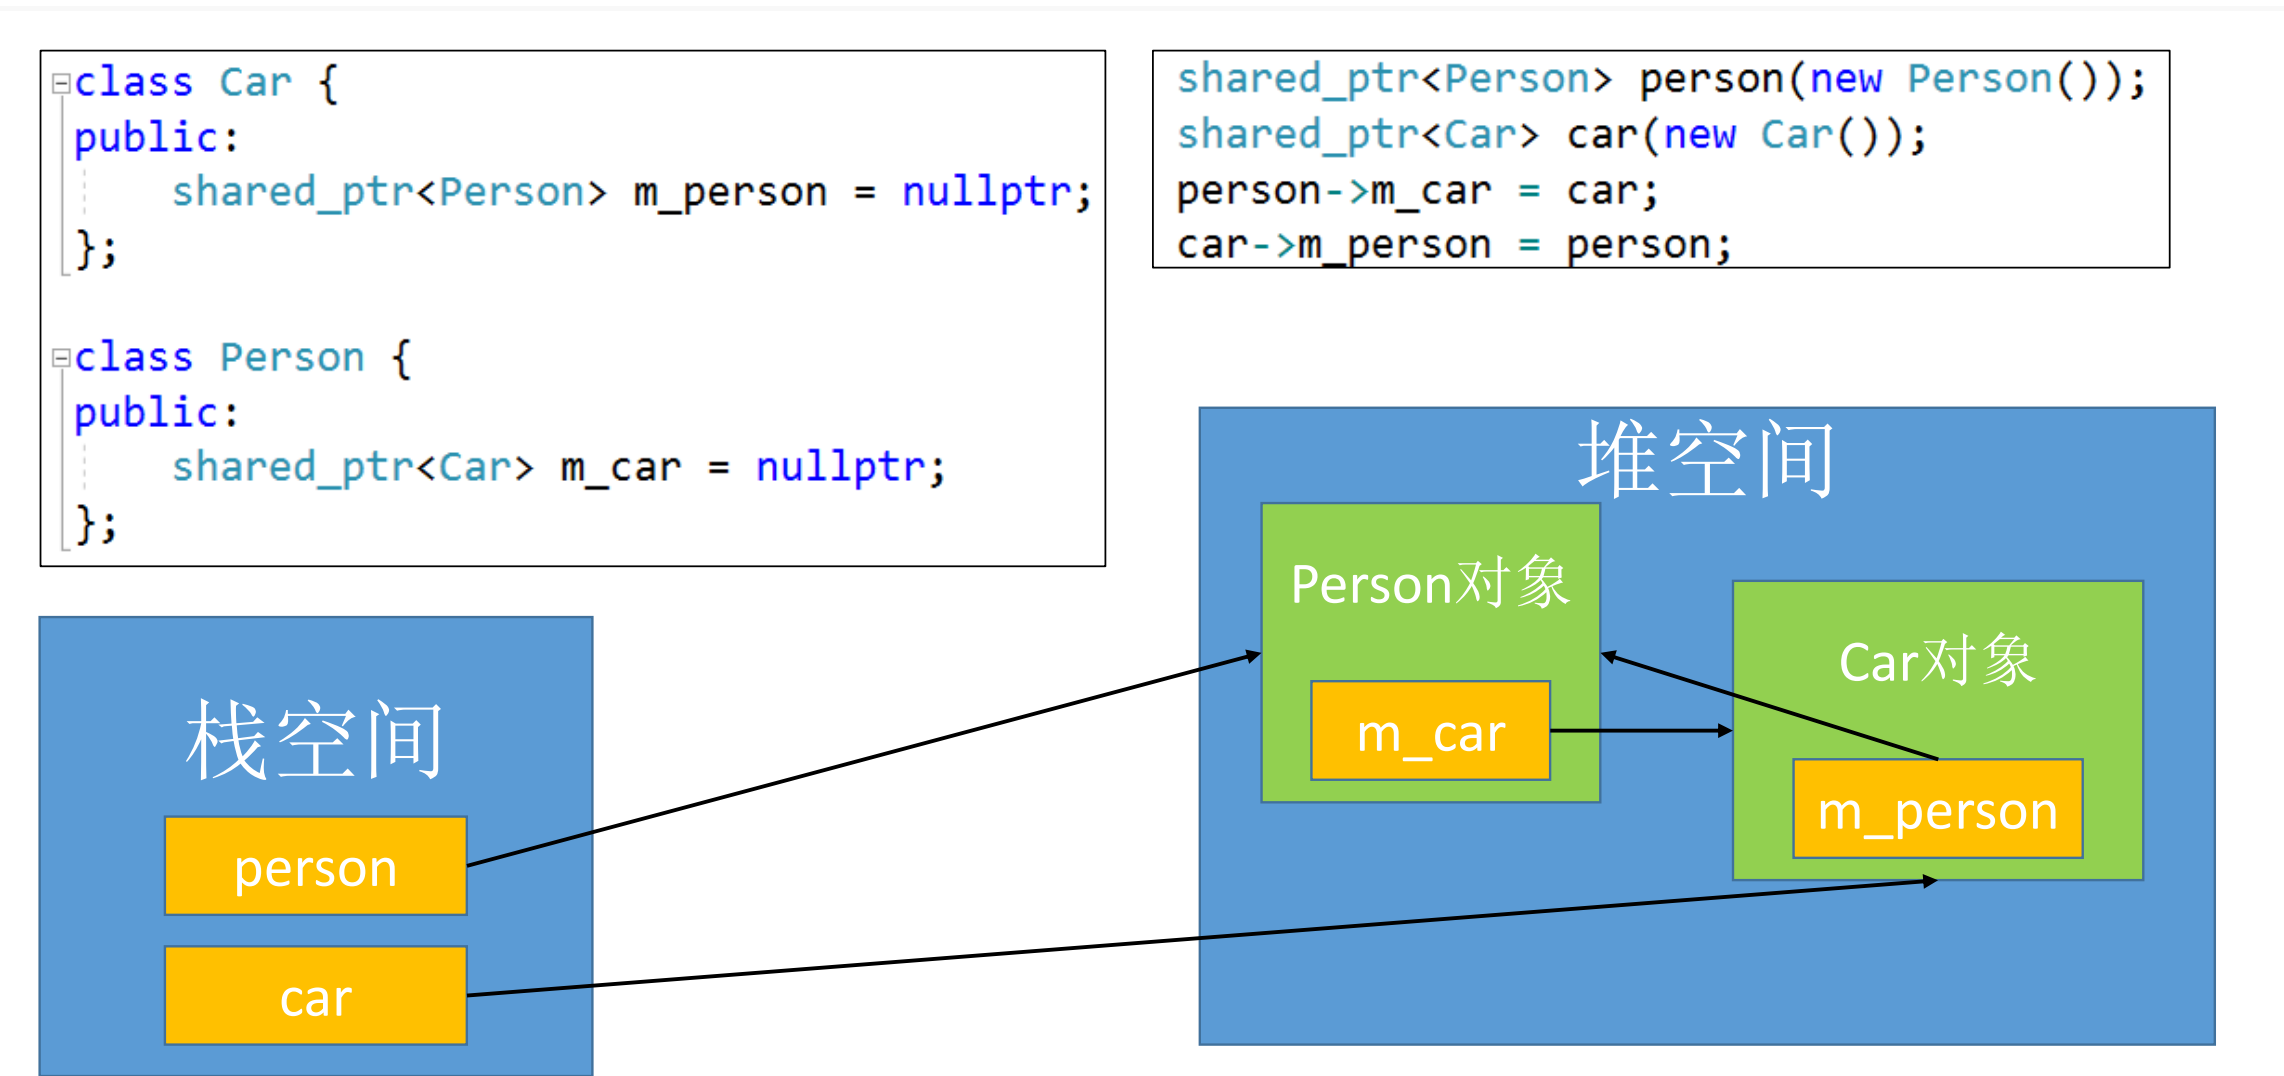 class Car {
public:
    shared_ptr<Person> m_person = nullptr;
};
class Person {
public:
    shared_ptr<Car> m_car = nullptr;
};
shared_ptr<Person> person(new Person());
shared_ptr<Car> car(new Car());
person->m_car = car;
car->m_person = person;
栈空间
person
car
堆空间
Person对象
m_car
Car对象
m_person